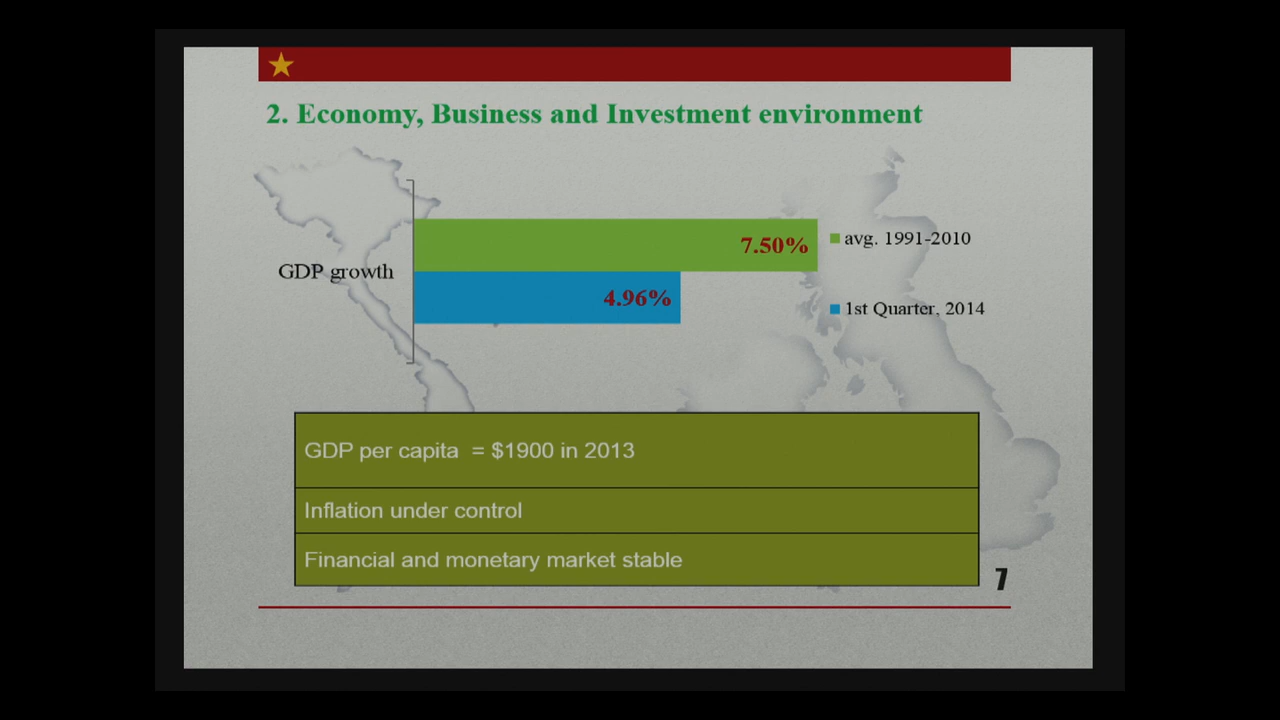 2. Economy, Business and Investment environment
7.50%
avg. 1991-2010
GDP growth
4.96%
1st Quarter, 2014
GDP per capita = $1900 in 2013
Inflation under control
Financial and monetary market stable
7